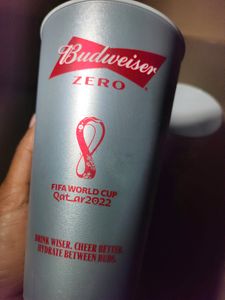 Budweiser
ZERO
FIFA WORLD CUP
Qatar2022
DRINK WISER. CHEER BETTER.
HYDRATE BETWEEN BUDS.